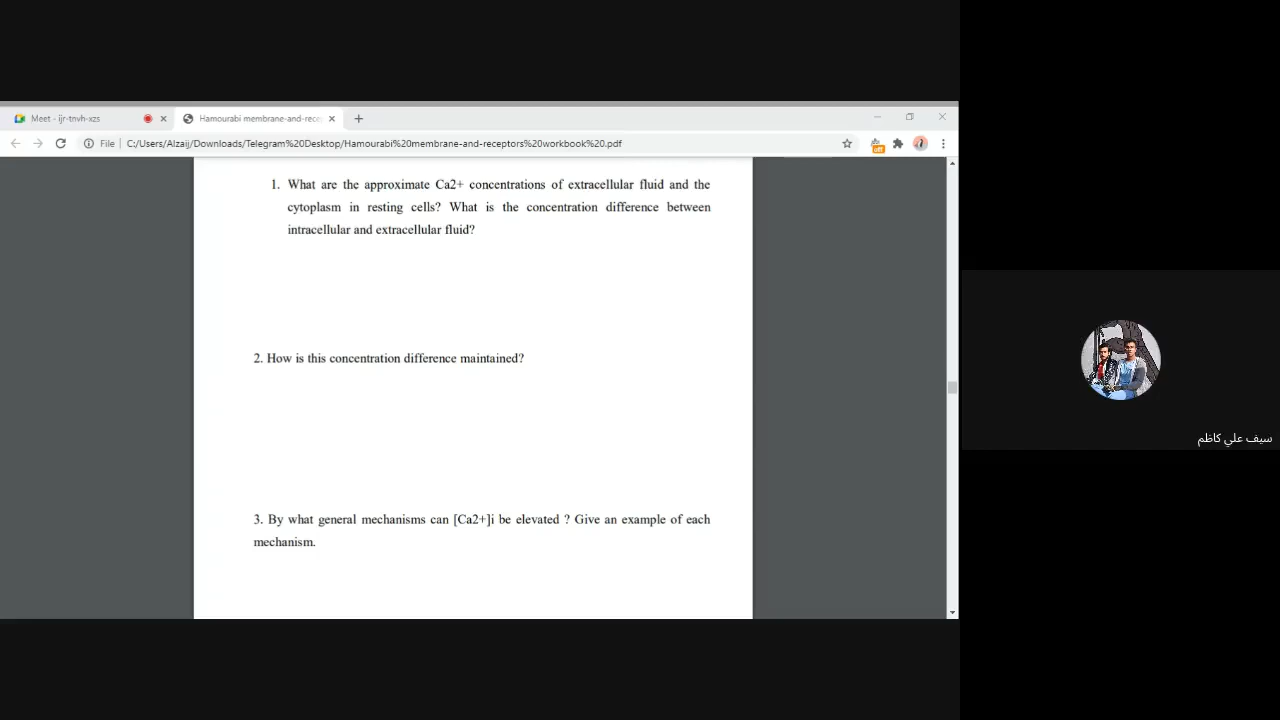 Meet - ijr-tnvh-xzs
Hamourabi membrane-and-rece
File
C:/Users/Alzaij/Downloads/Telegram%20Desktop/Hamourabi%20membrane-and-receptors%20workbook%20.pdf
off
1. What are the approximate Ca2+ concentrations of extracellular fluid and the
cytoplasm in resting cells? What is the concentration difference between
intracellular and extracellular fluid?
2. How is this concentration difference maintained?
3. By what general mechanisms can [Ca2+]i be elevated ? Give an example of each
mechanism.
سيف علي كاظم